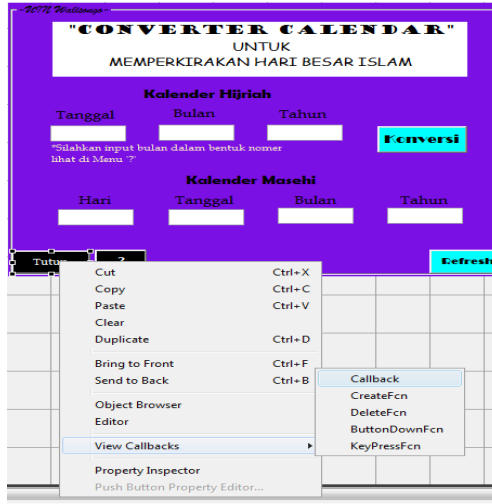 UIN Walisongo
"CONVERTER CALENDAR"
UNTUK
MEMPERKIRAKAN HARI BESAR ISLAM
Kalender Hijriah
Tanggal Bulan Tahun
Konversi
*Silahkan input bulan dalam bentuk nomer
lihat di Menu '?'
Kalender Masehi
Hari Tanggal Bulan Tahun
Tutup ? Refresh
Cut Ctrl+X
Copy Ctrl+C
Paste Ctrl+V
Clear
Duplicate Ctrl+D
Bring to Front Ctrl+F
Send to Back Ctrl+B
Object Browser
Editor
View Callbacks
Property Inspector
Push Button Property Editor...
Callback
CreateFcn
DeleteFcn
ButtonDownFcn
KeyPressFcn